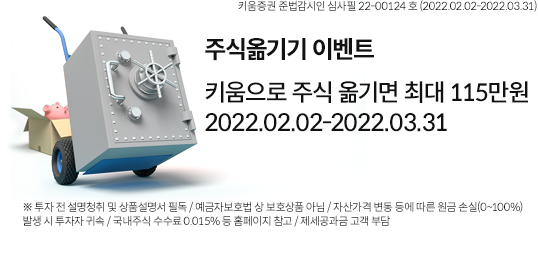 키움증권 준법감시인 심사필 22-00124 호 (2022.02.02-2022.03.31)
주식옮기기 이벤트
키움으로 주식 옮기면 최대 115만원
2022.02.02-2022.03.31
※ 투자 전 설명청취 및 상품설명서 필독 / 예금자보호법 상 보호상품 아님 / 자산가격 변동 등에 따른 원금 손실(0~100%)
발생 시 투자자 귀속 / 국내주식 수수료 0.015% 등 홈페이지 참고 / 제세공과금 고객 부담